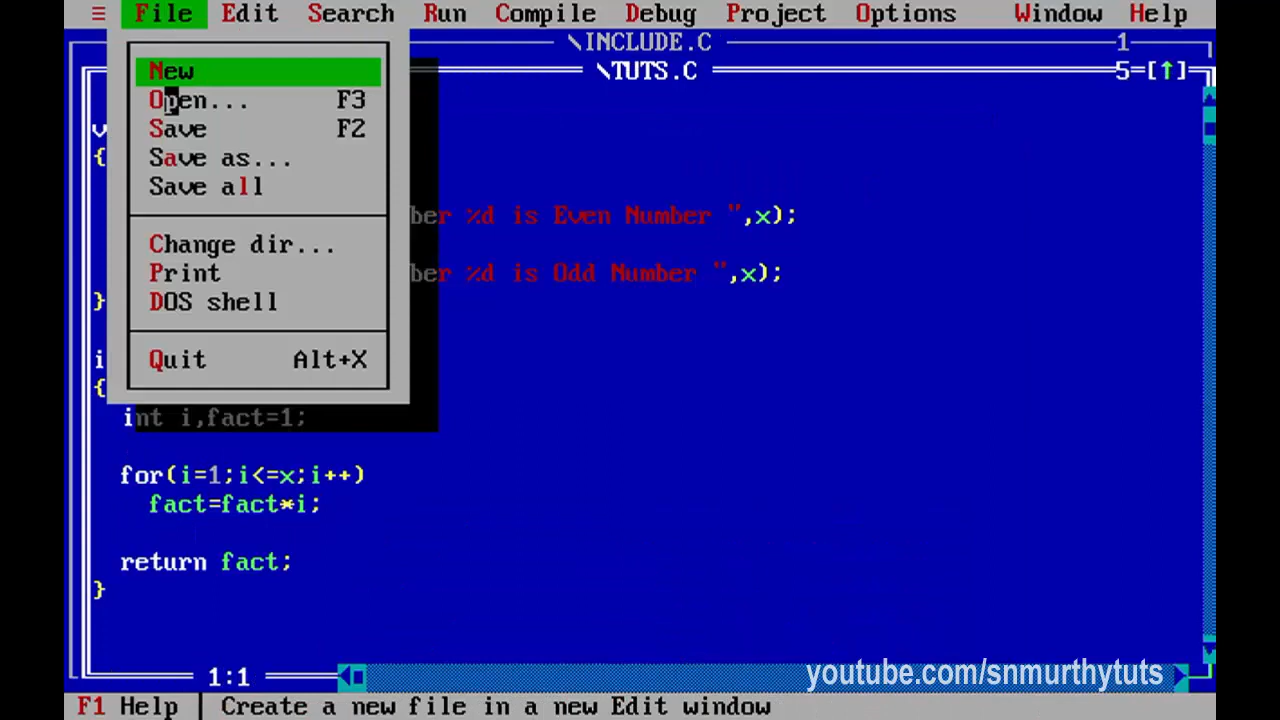 ≡ File Edit Search Run Compile Debug Project Options Window Help
\INCLUDE.C 1
\TUTS.C 5=[↑]
New
Open... F3
v
Save F2
{
Save as...
Save all
ber %d is Even Number ",x);
Change dir...
Print
ber %d is Odd Number ",x);
DOS shell
}
Quit Alt+X
i
{
int i,fact=1;
for(i=1;i<=x;i++)
fact=fact*i;
return fact;
}
1:1
youtube.com/snmurthytuts
F1 Help | Create a new file in a new Edit window